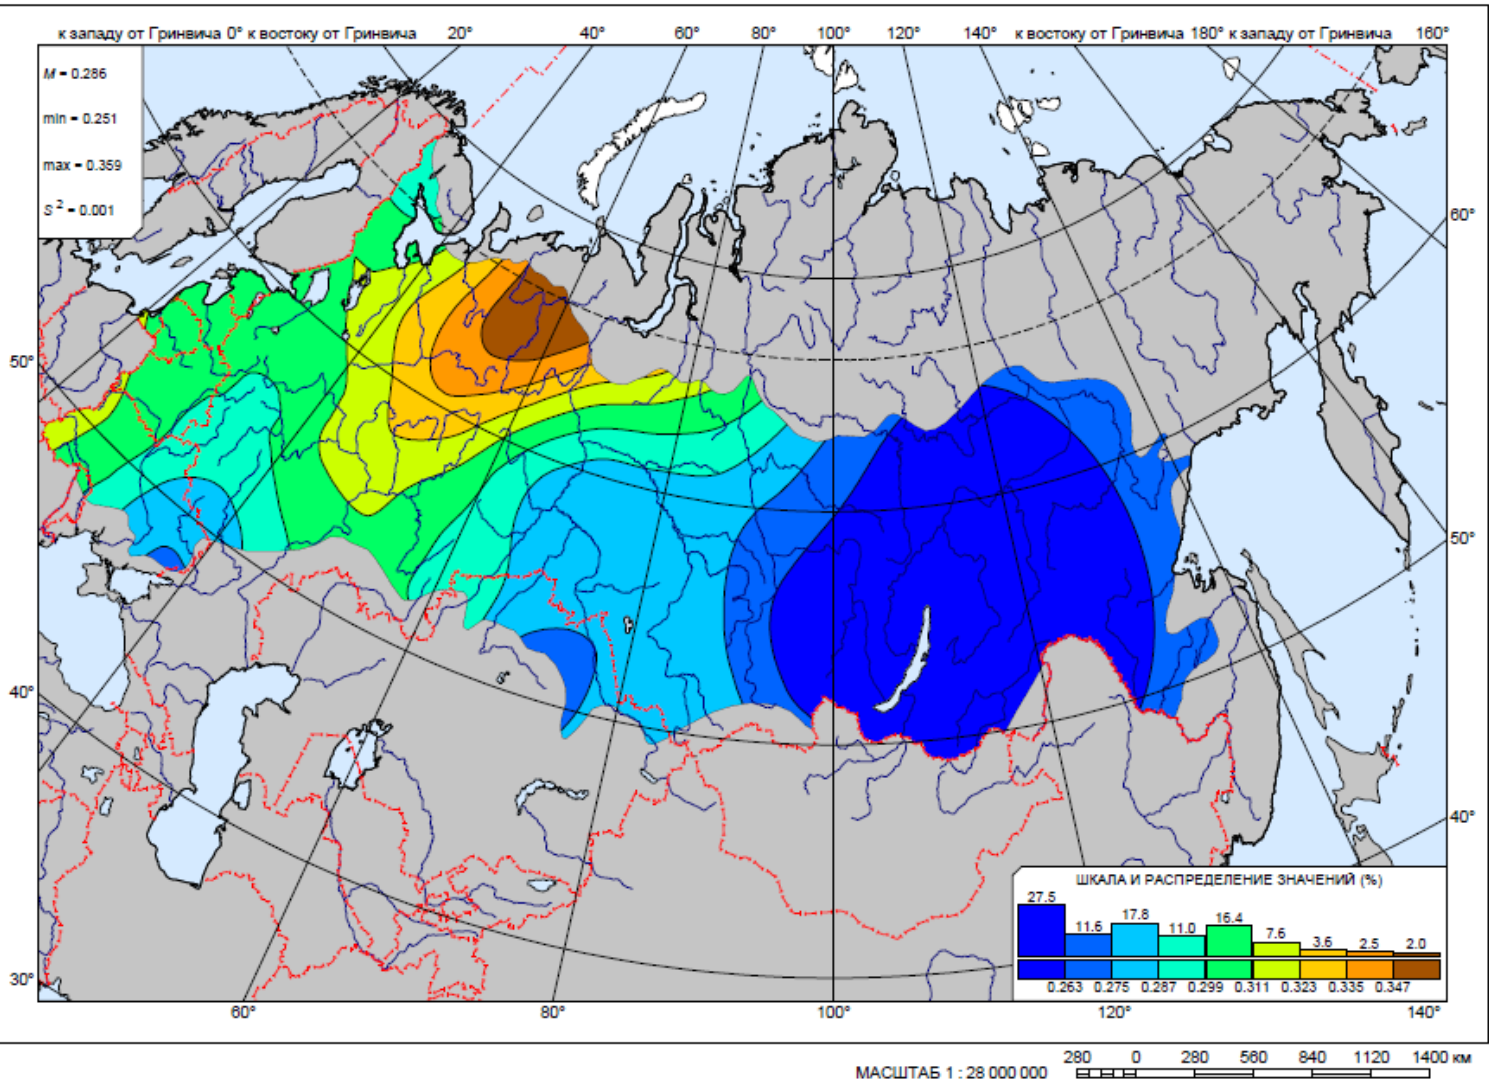 к западу от Гринвича 0° к востоку от Гринвича 20° 40° 60° 80° 100° 120° 140° к востоку от Гринвича 180° к западу от Гринвича 160°
M = 0.286
min = 0.251
max = 0.359
S² = 0.001
60°
50°
50°
40°
40°
30°
ШКАЛА И РАСПРЕДЕЛЕНИЕ ЗНАЧЕНИЙ (%)
27.5 11.6 17.8 11.0 16.4 7.6 3.6 2.5 2.0
0.263 0.275 0.287 0.299 0.311 0.323 0.335 0.347
60° 80° 100° 120° 140°
МАСШТАБ 1 : 28 000 000 280 0 280 560 840 1120 1400 км